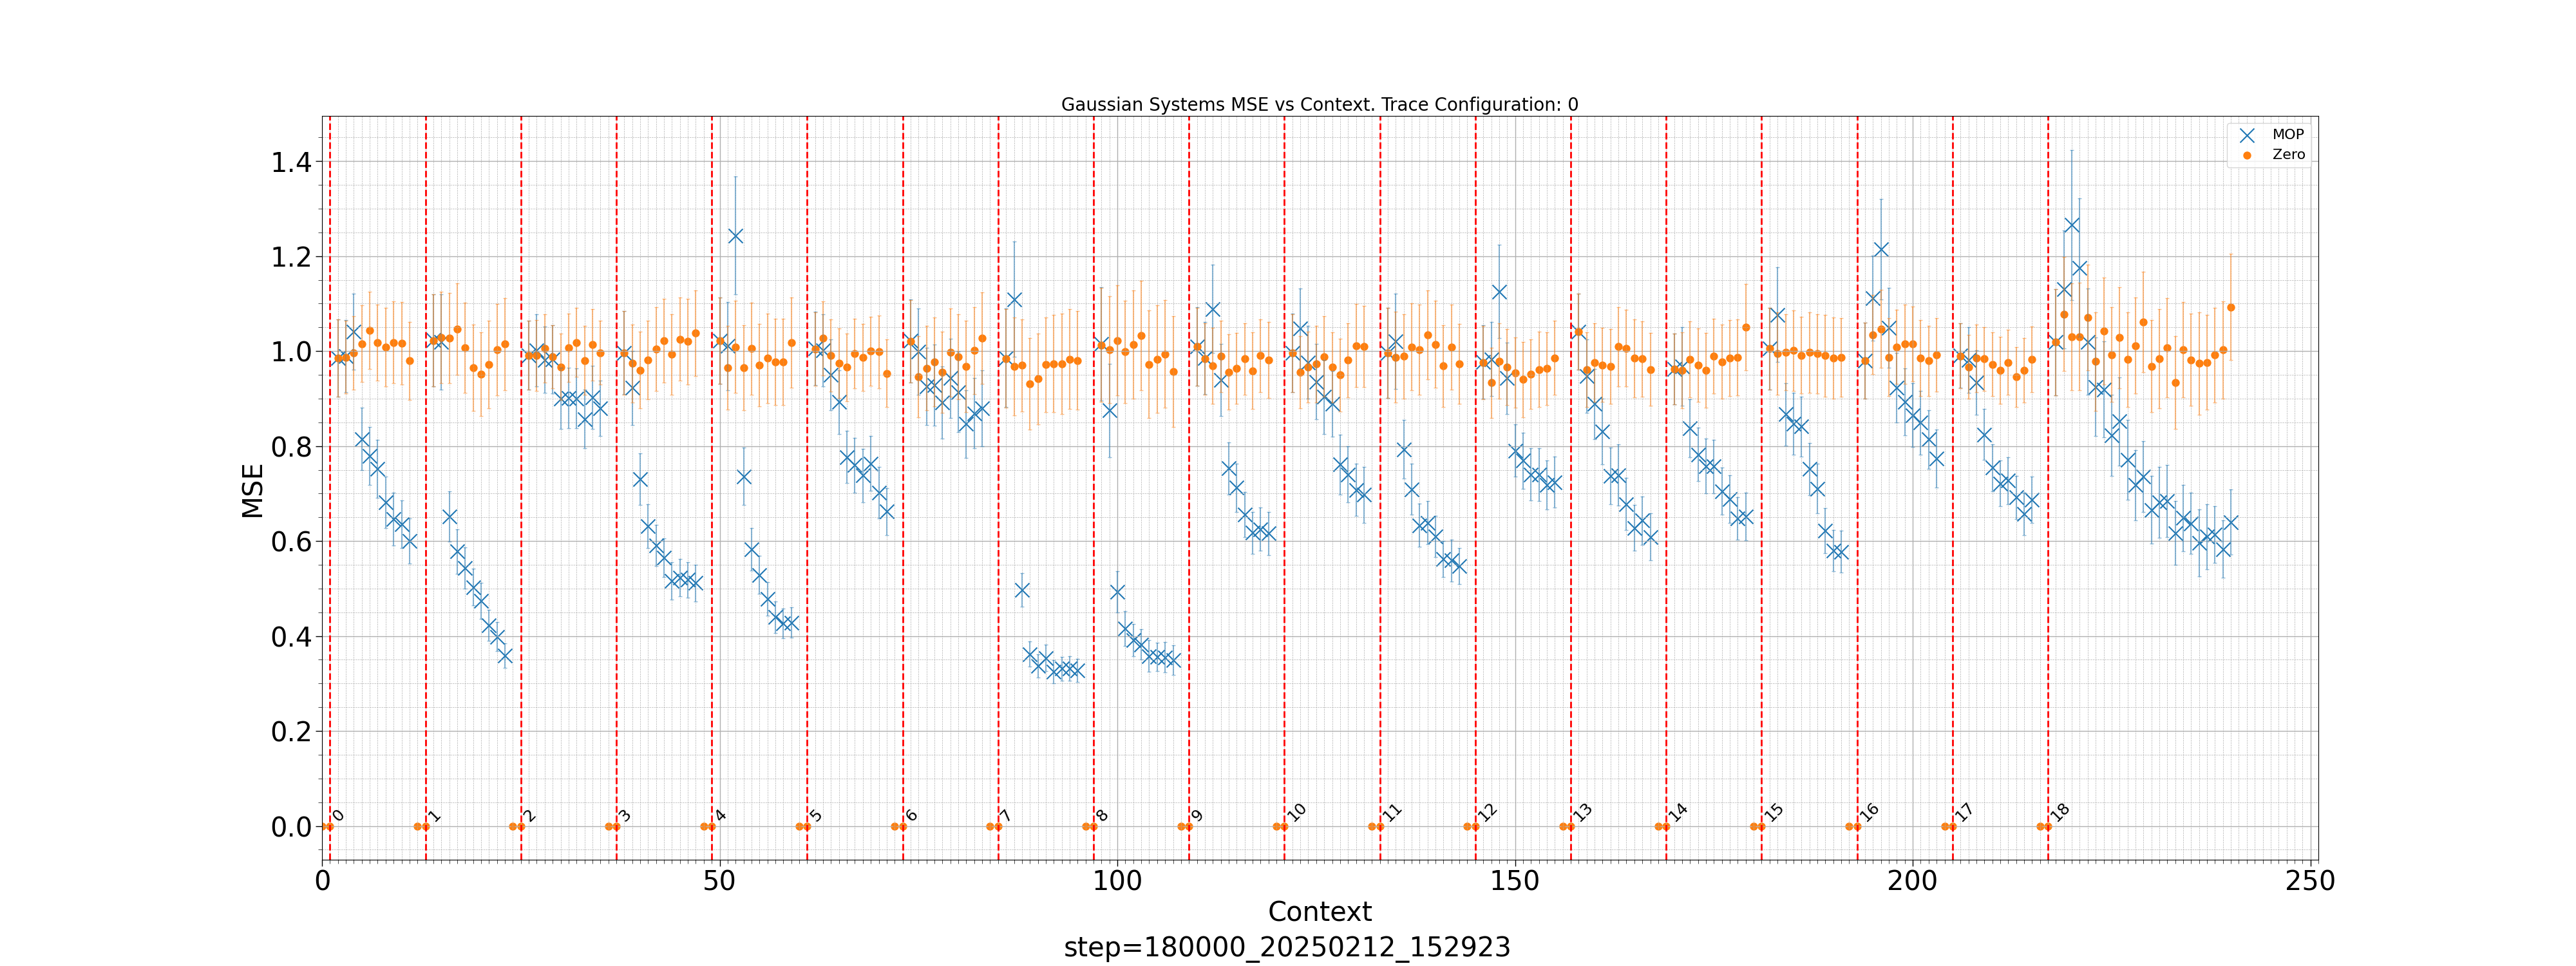 Gaussian Systems MSE vs Context. Trace Configuration: 0
MOP
Zero
1.4
1.2
1.0
0.8
0.6
0.4
0.2
0.0
MSE
0 1 2 3 4 5 6 7 8 9 10 11 12 13 14 15 16 17 18
0 50 100 150 200 250
Context
step=180000_20250212_152923